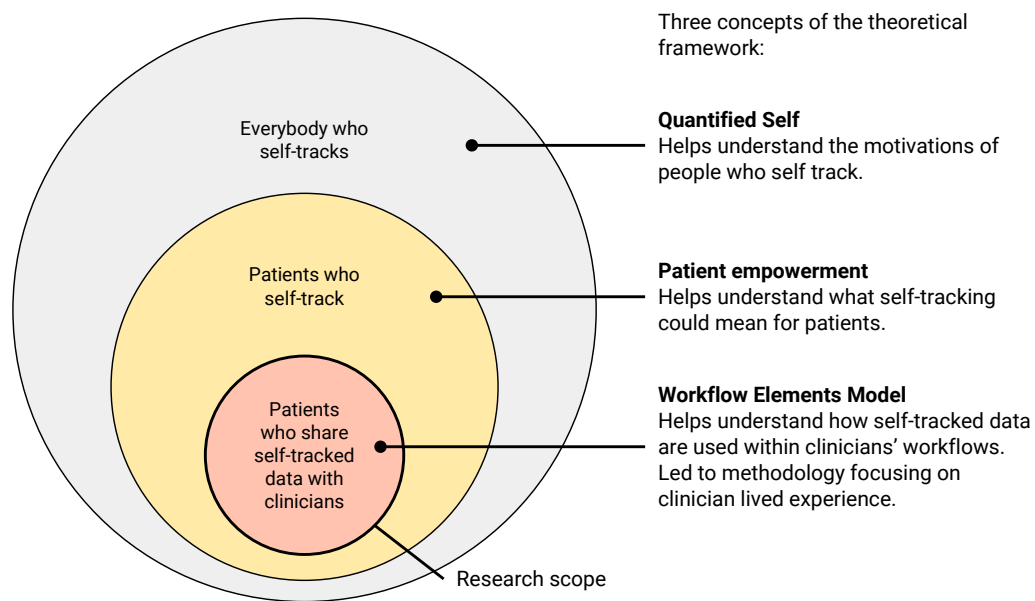 Three concepts of the theoretical
framework:
Everybody who
self-tracks
Quantified Self
Helps understand the motivations of
people who self track.
Patients who
self-track
Patient empowerment
Helps understand what self-tracking
could mean for patients.
Patients
who share
self-tracked
data with
clinicians
Workflow Elements Model
Helps understand how self-tracked data
are used within clinicians’ workflows.
Led to methodology focusing on
clinician lived experience.
Research scope